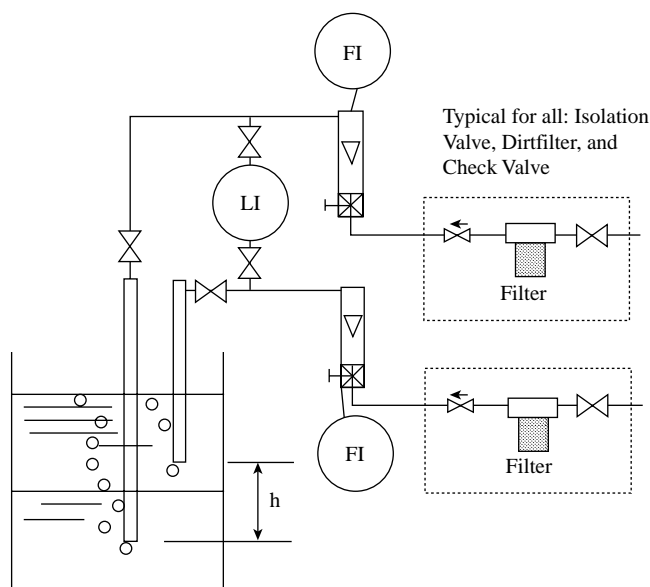 FI
Typical for all: Isolation
Valve, Dirtfilter, and
Check Valve
LI
Filter
FI
Filter
h